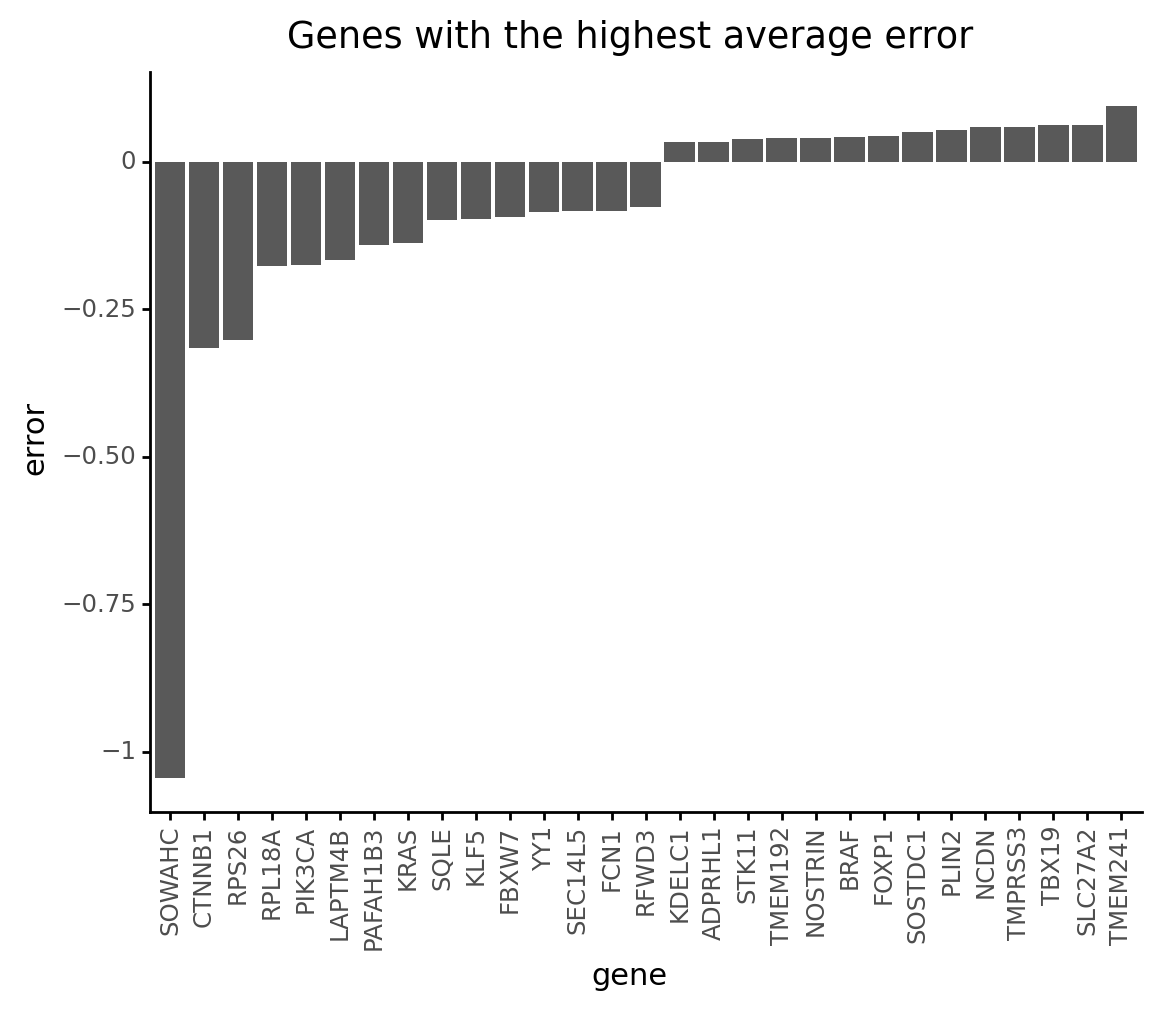 Genes with the highest average error
error
0
−0.25
−0.50
−0.75
−1
SOWAHC
CTNNB1
RPS26
RPL18A
PIK3CA
LAPTM4B
PAFAH1B3
KRAS
SQLE
KLF5
FBXW7
YY1
SEC14L5
FCN1
RFWD3
KDELC1
ADPRHL1
STK11
TMEM192
NOSTRIN
BRAF
FOXP1
SOSTDC1
PLIN2
NCDN
TMPRSS3
TBX19
SLC27A2
TMEM241
gene